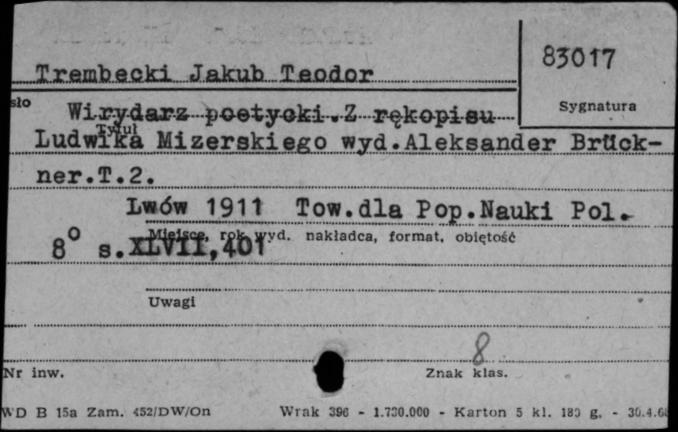 83017
Trembecki Jakub Teodor
sło
Wirydarz poetycki.Z rękopisu
Sygnatura
Tytuł
Ludwika Mizerskiego wyd.Aleksander Brück-
ner.T.2.
Lwów 1911 Tow.dla Pop.Nauki Pol.
Miejsce, rok wyd. nakładca, format, objętość
8° s.XLVII,401
Uwagi
8
Nr inw.
Znak klas.
WD B 15a Zam. 452/DW/On Wrak 396 - 1.730.000 - Karton 5 kl. 180 g. - 30.4.6